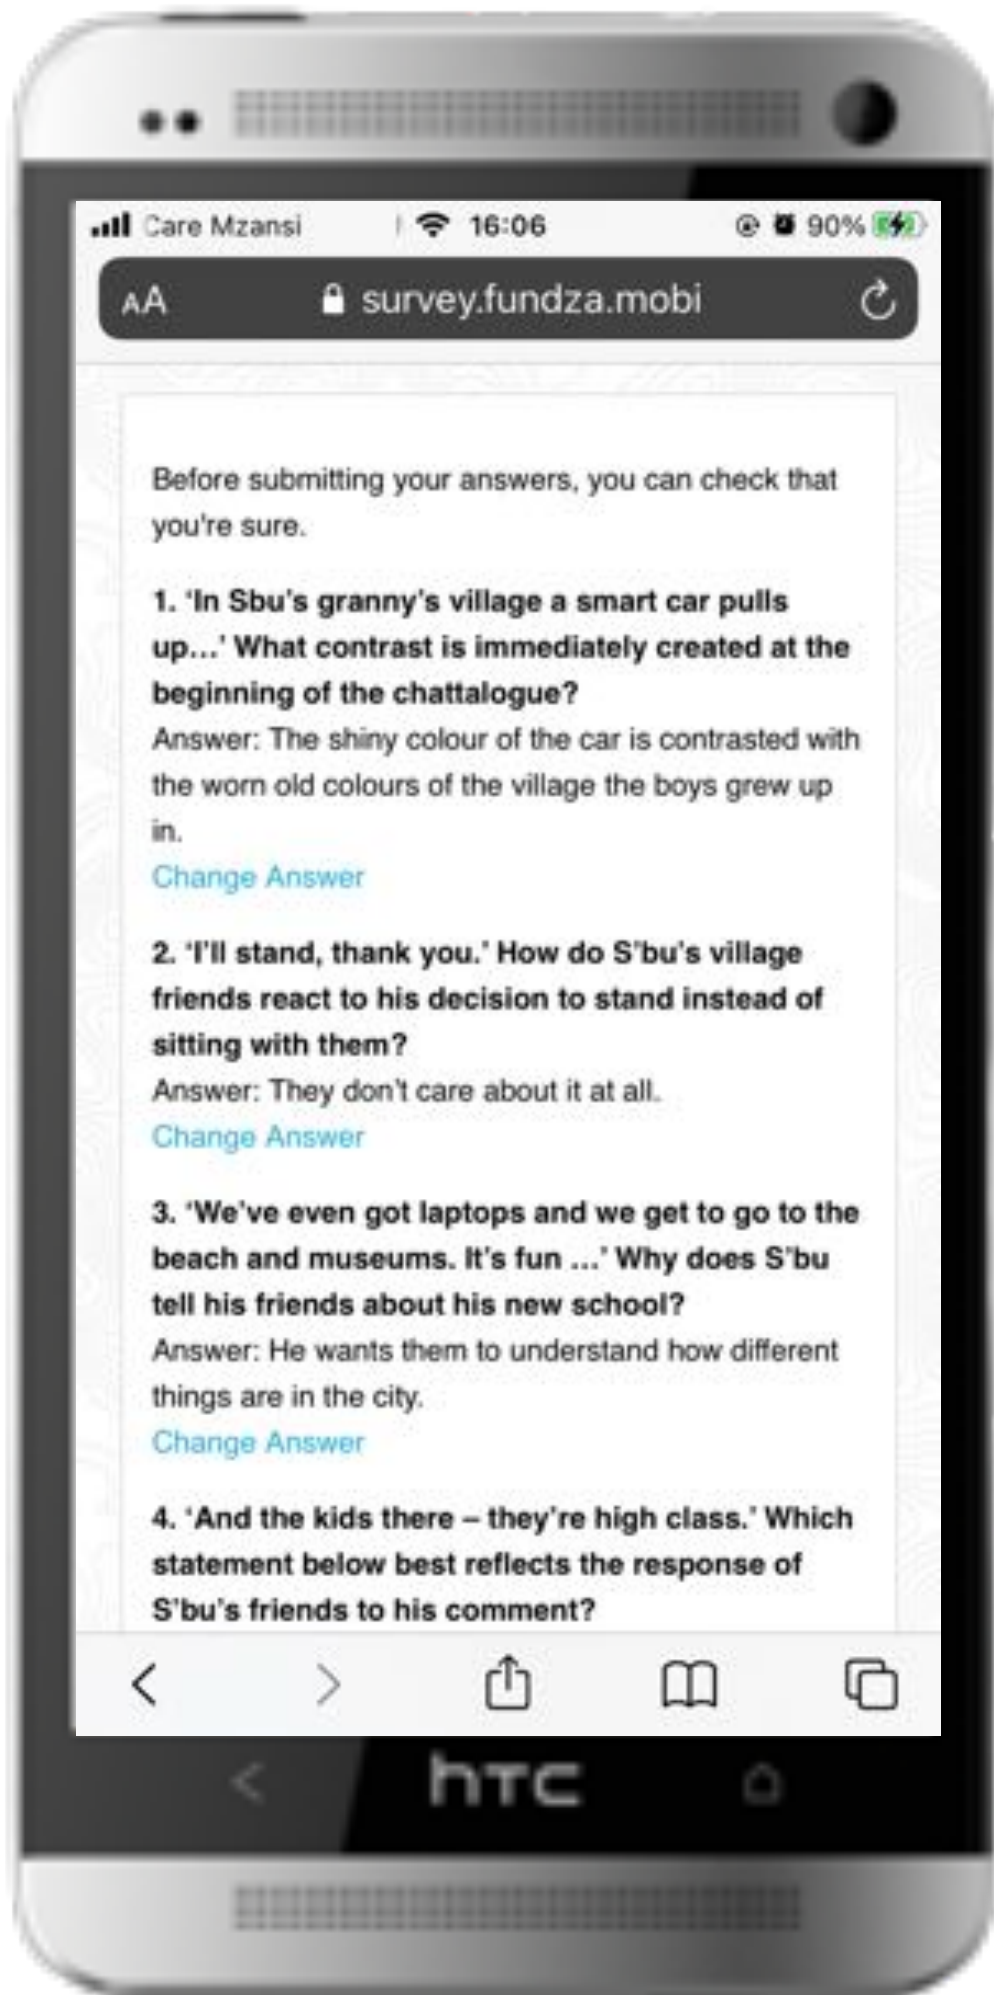 Care Mzansi 16:06 90%
AA survey.fundza.mobi
Before submitting your answers, you can check that
you're sure.
1. ‘In Sbu’s granny’s village a smart car pulls
up...’ What contrast is immediately created at the
beginning of the chattalogue?
Answer: The shiny colour of the car is contrasted with
the worn old colours of the village the boys grew up
in.
Change Answer
2. ‘I’ll stand, thank you.’ How do S’bu’s village
friends react to his decision to stand instead of
sitting with them?
Answer: They don't care about it at all.
Change Answer
3. ‘We’ve even got laptops and we get to go to the
beach and museums. It’s fun ...’ Why does S’bu
tell his friends about his new school?
Answer: He wants them to understand how different
things are in the city.
Change Answer
4. ‘And the kids there – they’re high class.’ Which
statement below best reflects the response of
S’bu’s friends to his comment?
hTC